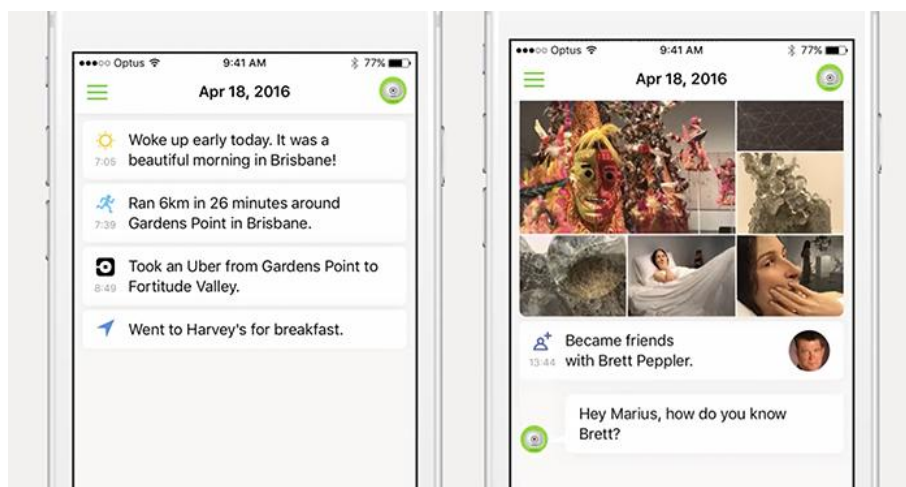 Optus
9:41 AM
77%
Apr 18, 2016
Woke up early today. It was a
7:05
beautiful morning in Brisbane!
Ran 6km in 26 minutes around
7:39
Gardens Point in Brisbane.
Took an Uber from Gardens Point to
8:49
Fortitude Valley.
Went to Harvey's for breakfast.
Optus
9:41 AM
77%
Apr 18, 2016
Became friends
13:44
with Brett Peppler.
Hey Marius, how do you know
Brett?